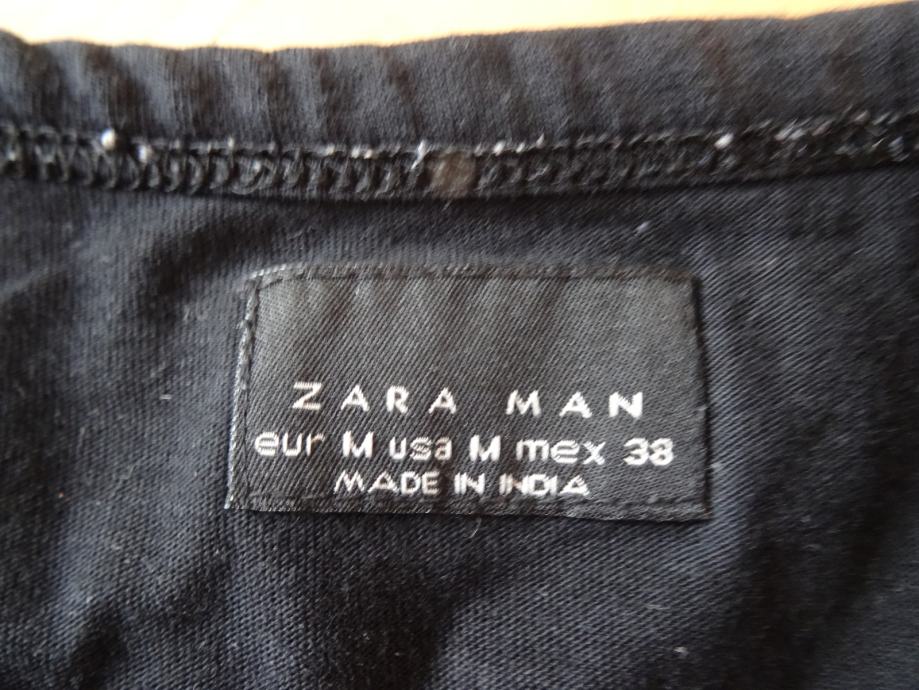 ZARA MAN
eur M usa M mex 38
MADE IN INDIA